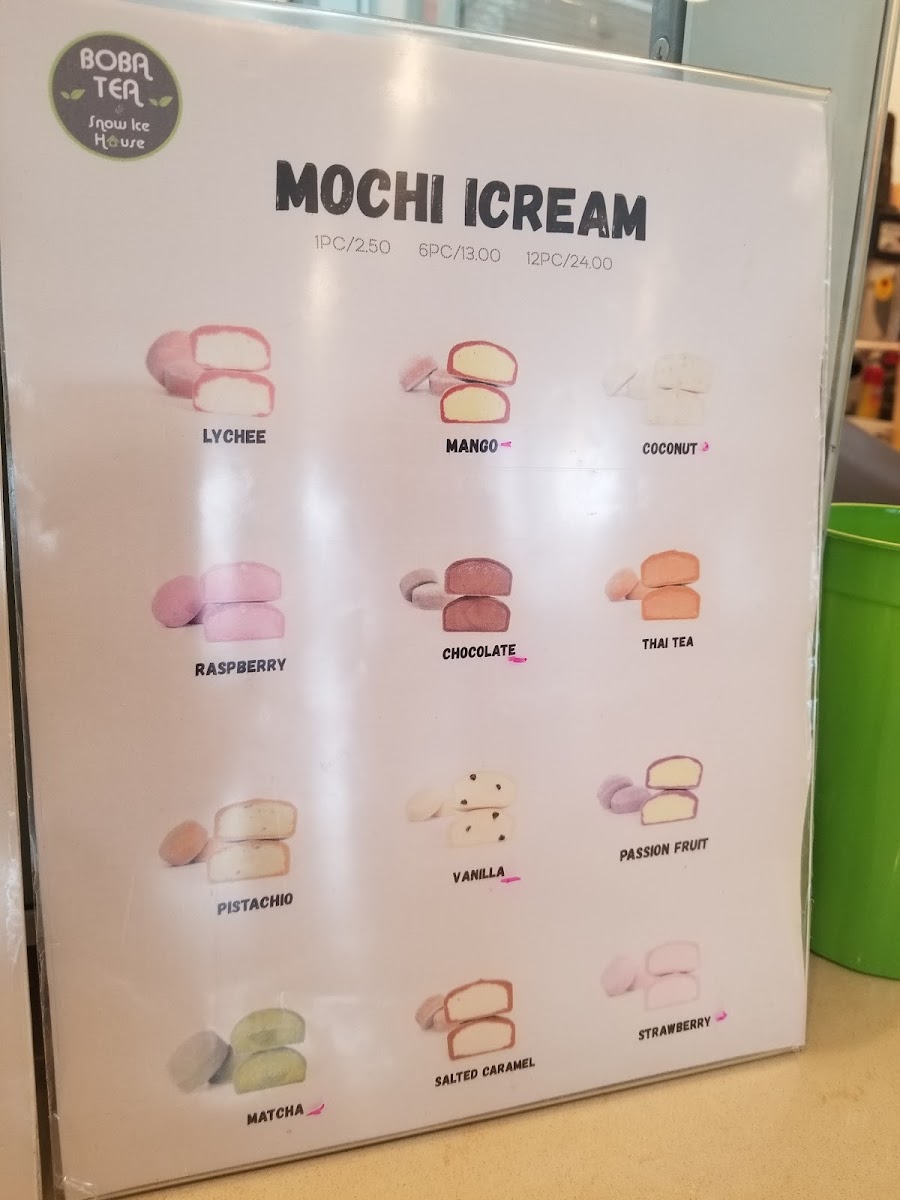 BOBA
TEA
&
Snow Ice
House
MOCHI ICREAM
1PC/2.50 6PC/13.00 12PC/24.00
LYCHEE
MANGO
COCONUT
RASPBERRY
CHOCOLATE
THAI TEA
PISTACHIO
VANILLA
PASSION FRUIT
MATCHA
SALTED CARAMEL
STRAWBERRY